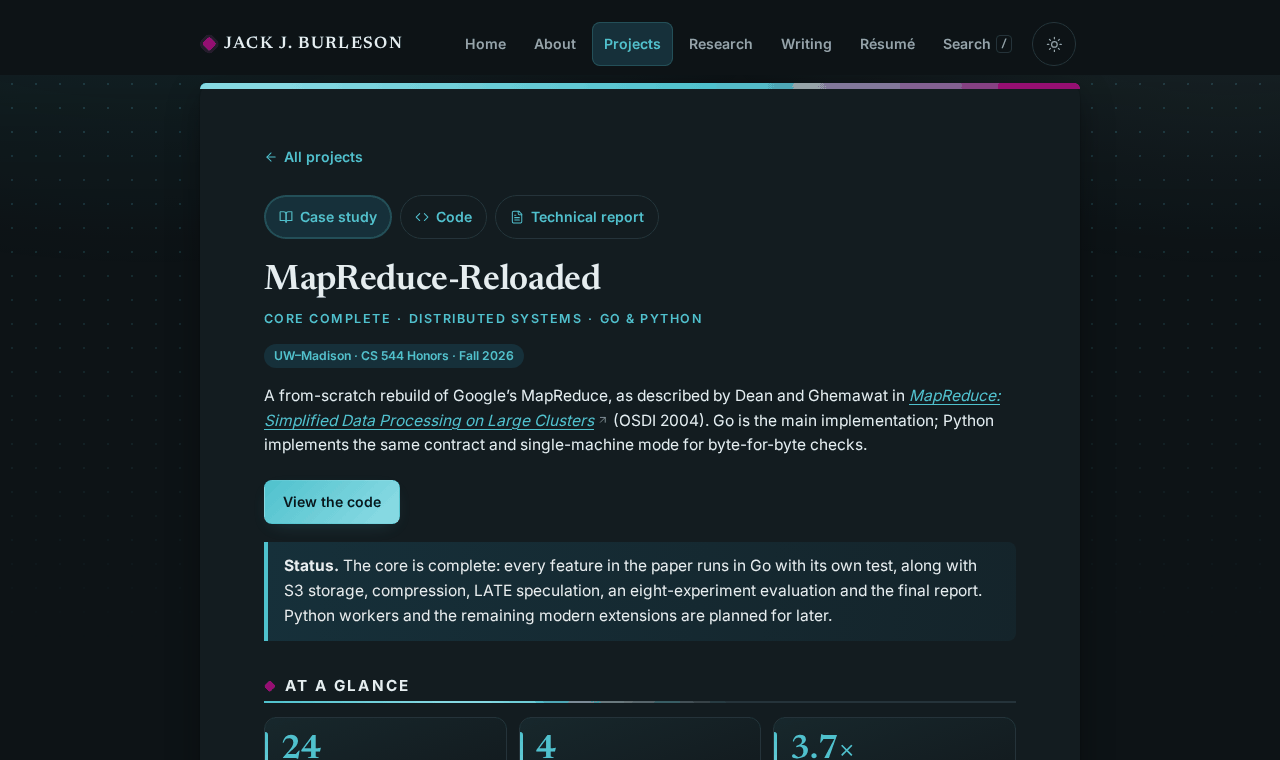 JACK J. BURLESON
Home
About
Projects
Research
Writing
Résumé
Search /
All projects
Case study
Code
Technical report
MapReduce-Reloaded
CORE COMPLETE · DISTRIBUTED SYSTEMS · GO & PYTHON
UW–Madison · CS 544 Honors · Fall 2026
A from-scratch rebuild of Google’s MapReduce, as described by Dean and Ghemawat in MapReduce:
Simplified Data Processing on Large Clusters (OSDI 2004). Go is the main implementation; Python
implements the same contract and single-machine mode for byte-for-byte checks.
View the code
Status. The core is complete: every feature in the paper runs in Go with its own test, along with
S3 storage, compression, LATE speculation, an eight-experiment evaluation and the final report.
Python workers and the remaining modern extensions are planned for later.
AT A GLANCE
24
4
3.7×